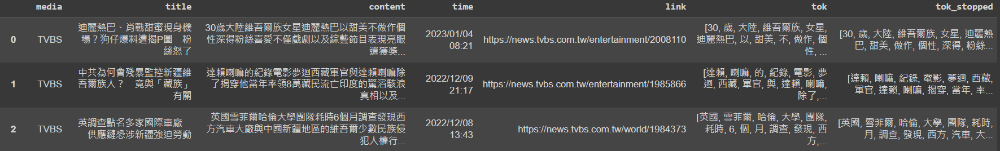 media title content time link tok tok_stopped
迪麗熱巴、肖戰甜蜜現身機
場？狗仔爆料遭揭P圖　粉
絲怒了
30歲大陸維吾爾族女星迪麗熱巴以甜美不做作個
性深得粉絲喜愛不僅戲劇以及綜藝節目表現亮眼
還獲獎...
2023/01/04
08:21
[30, 歲, 大陸, 維吾爾族, 女星,
迪麗熱巴, 以, 甜美, 不, 做作, 個
性, ...
[30, 歲, 大陸, 維吾爾族, 女星, 迪麗熱
巴, 甜美, 做作, 個性, 深得, 粉絲...
0 TVBS
https://news.tvbs.com.tw/entertainment/2008110
中共為何會殘暴監控新疆維
吾爾族人？　竟與「藏族」
有關
達賴喇嘛的紀錄電影夢迴西藏軍官與達賴喇嘛除
了揭穿他當年率領8萬藏民流亡印度的驚滔駭浪
真相以及...
2022/12/09
21:17
[達賴, 喇嘛, 的, 紀錄, 電影, 夢
迴, 西藏, 軍官, 與, 達賴, 喇嘛,
除了,...
[達賴, 喇嘛, 紀錄, 電影, 夢迴, 西藏,
軍官, 達賴, 喇嘛, 揭穿, 當年, 率...
1 TVBS
https://news.tvbs.com.tw/entertainment/1985866
英調查點名多家國際車廠
供應鏈恐涉新疆強迫勞動
英國雪菲爾哈倫大學團隊耗時6個月調查發現西
方汽車大廠與中國新疆地區的維吾爾少數民族侵
犯人權行...
2022/12/08
13:43
[英國, 雪菲爾, 哈倫, 大學, 團隊,
耗時, 6, 個, 月, 調查, 發現, 西
方,...
[英國, 雪菲爾, 哈倫, 大學, 團隊, 耗時,
月, 調查, 發現, 西方, 汽車, 大...
2 TVBS
https://news.tvbs.com.tw/world/1984373